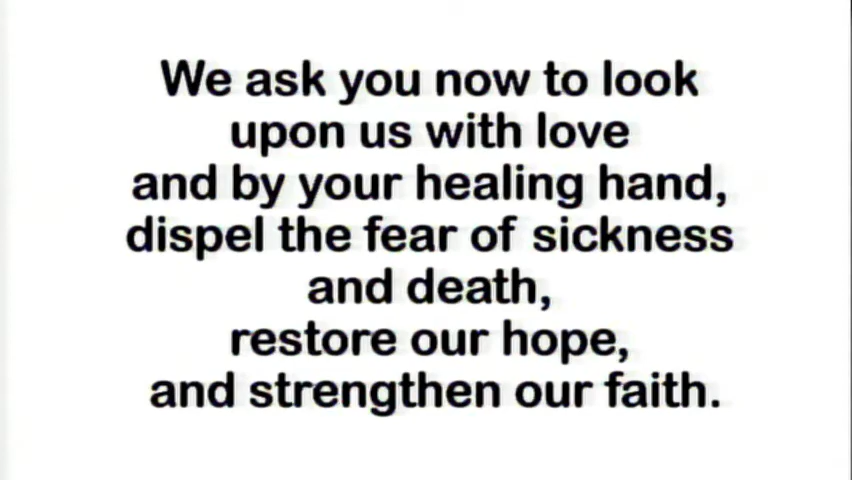 We ask you now to look
upon us with love
and by your healing hand,
dispel the fear of sickness
and death,
restore our hope,
and strengthen our faith.